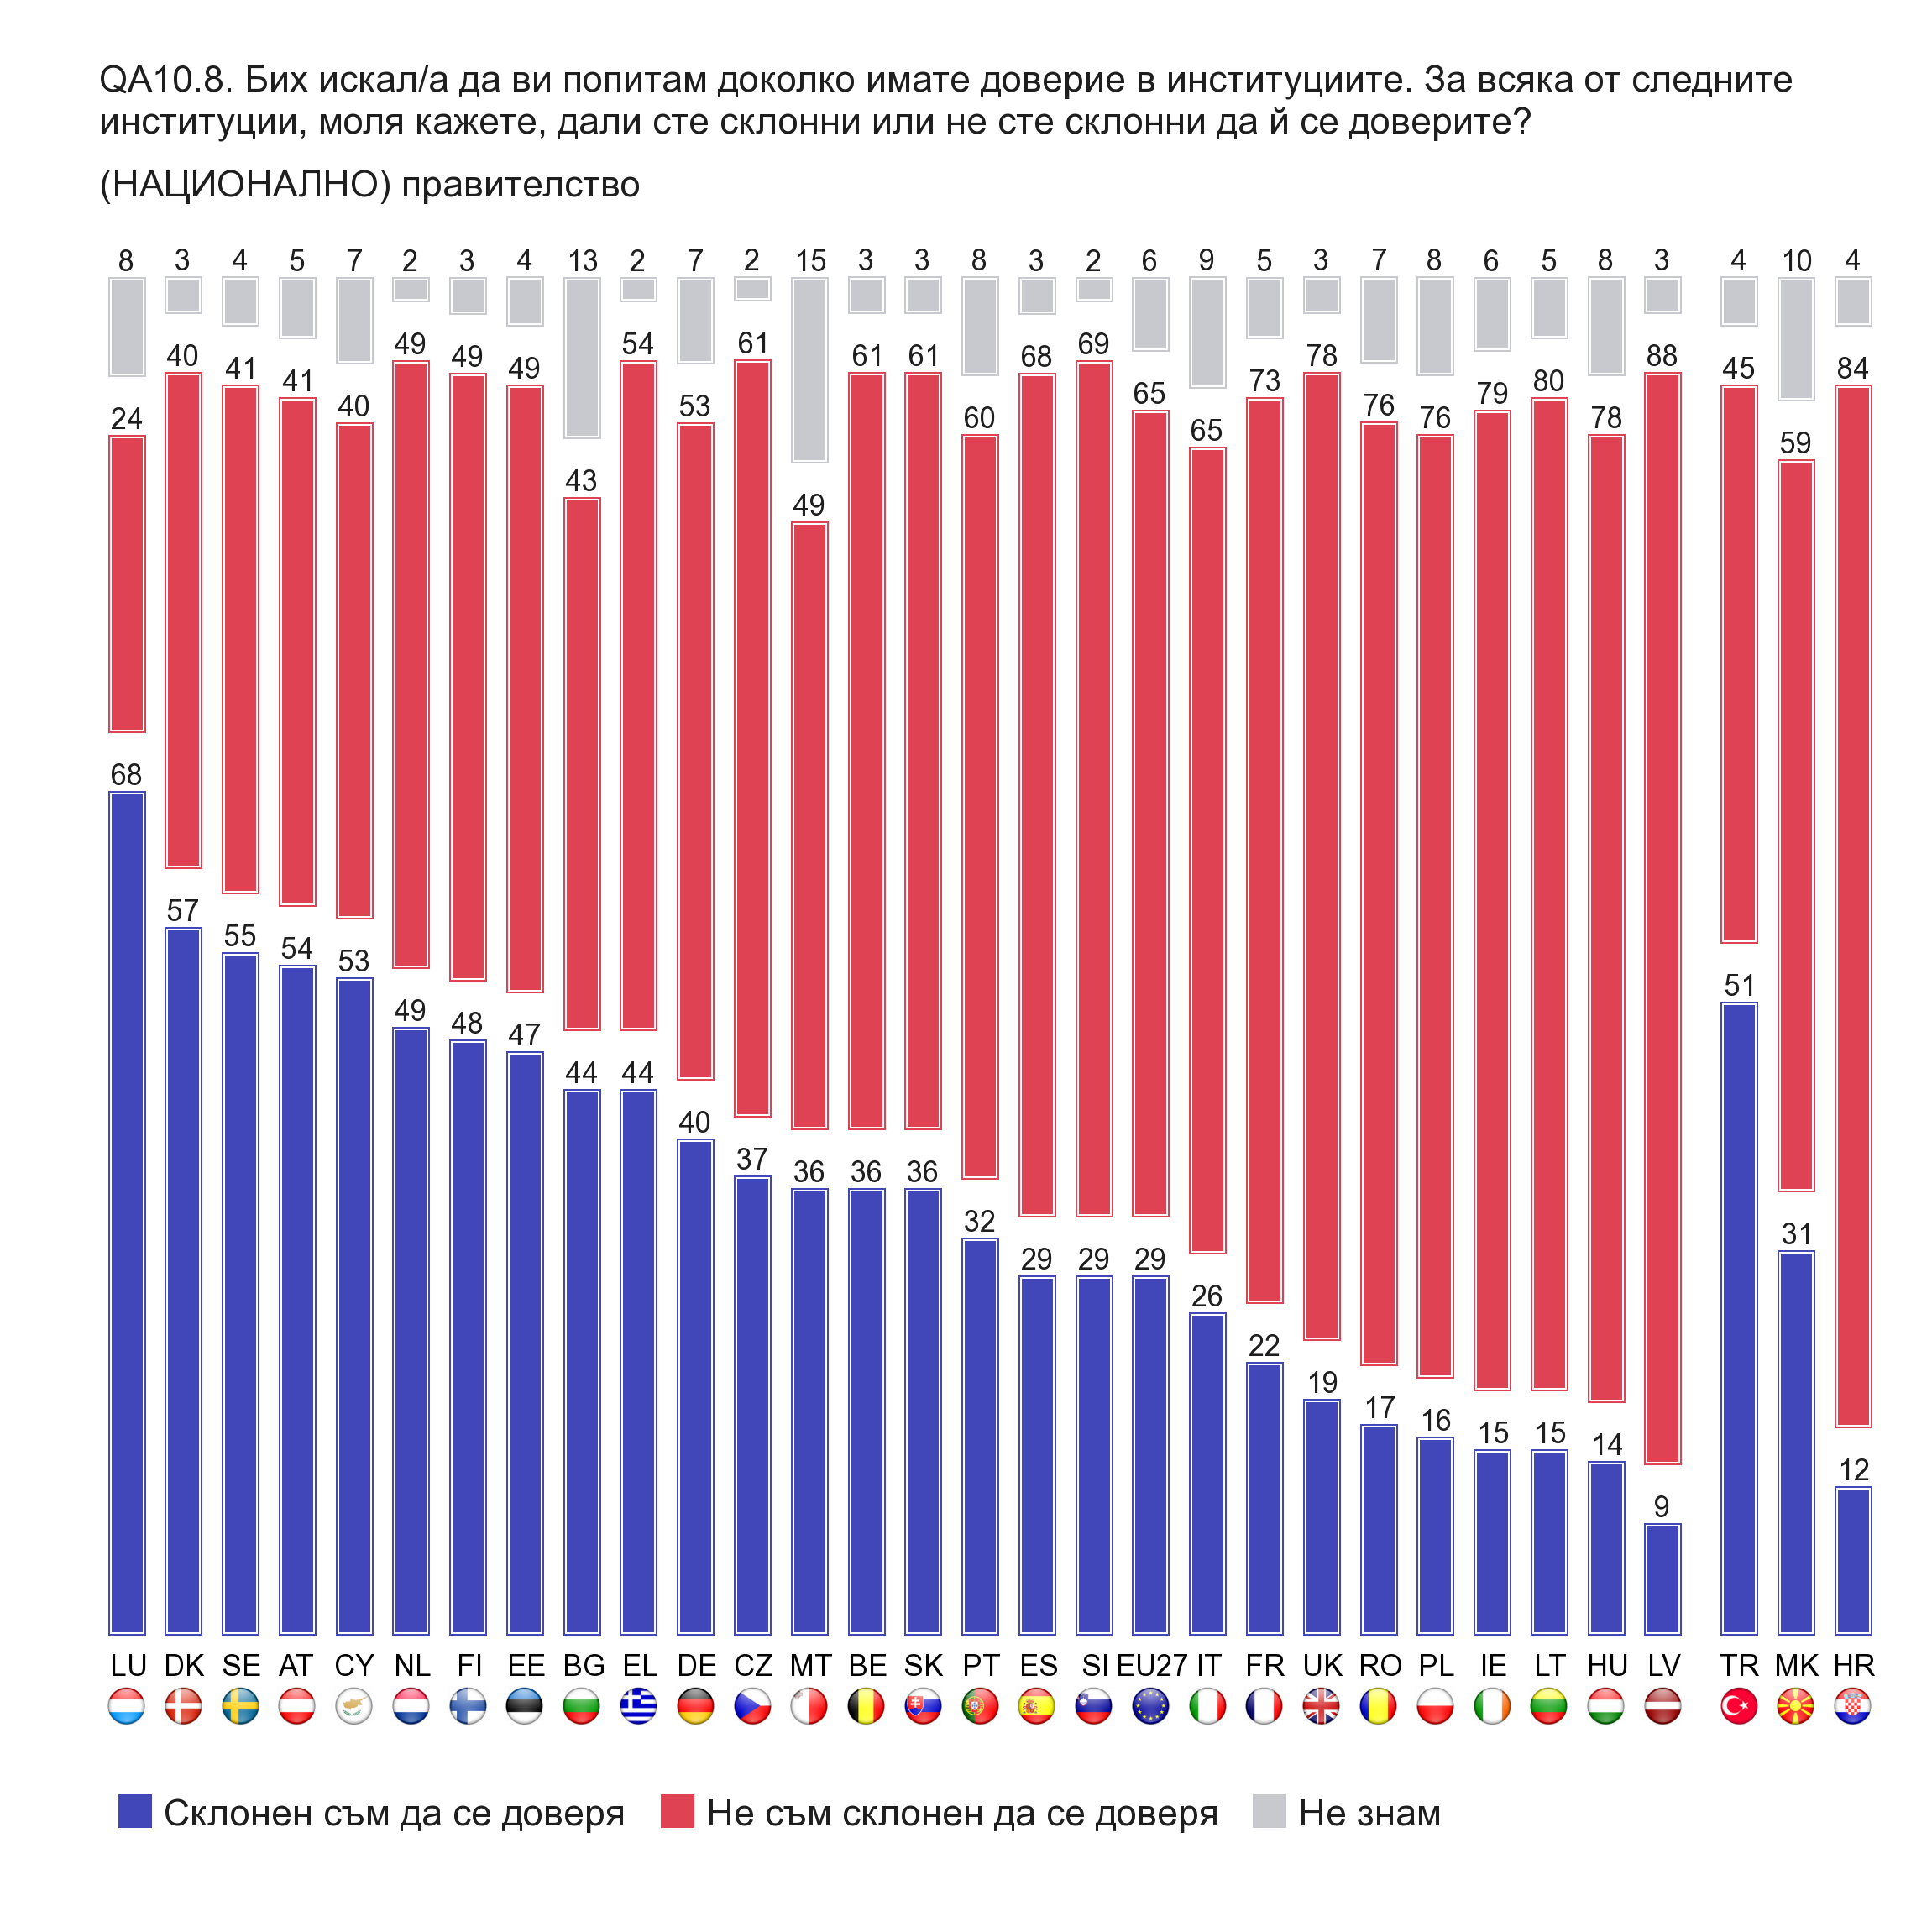 QA10.8. Бих искал/а да ви попитам доколко имате доверие в институциите. За всяка от следните
институции, моля кажете, дали сте склонни или не сте склонни да й се доверите?
(НАЦИОНАЛНО) правителство
8 3 4 5 7 2 3 4 13 2 7 2 15 3 3 8 3 2 6 9 5 3 7 8 6 5 8 3 4 10 4
24 40 41 41 40 49 49 49 43 54 53 61 49 61 61 60 68 69 65 65 73 78 76 76 79 80 78 88 45 59 84
68 57 55 54 53 49 48 47 44 44 40 37 36 36 36 32 29 29 29 26 22 19 17 16 15 15 14 9 51 31 12
LU DK SE AT CY NL FI EE BG EL DE CZ MT BE SK PT ES SI EU27 IT FR UK RO PL IE LT HU LV TR MK HR
Склонен съм да се доверя Не съм склонен да се доверя Не знам